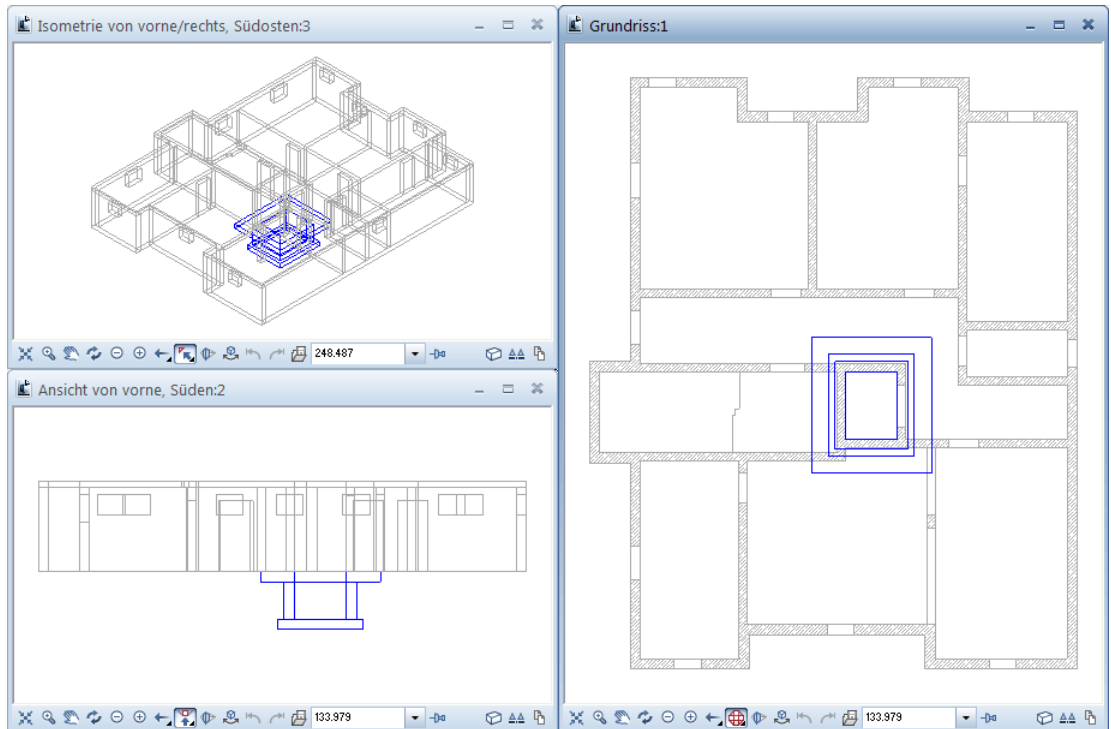 Isometrie von vorne/rechts, Südosten:3
248.487
Ansicht von vorne, Süden:2
133.979
Grundriss:1
133.979